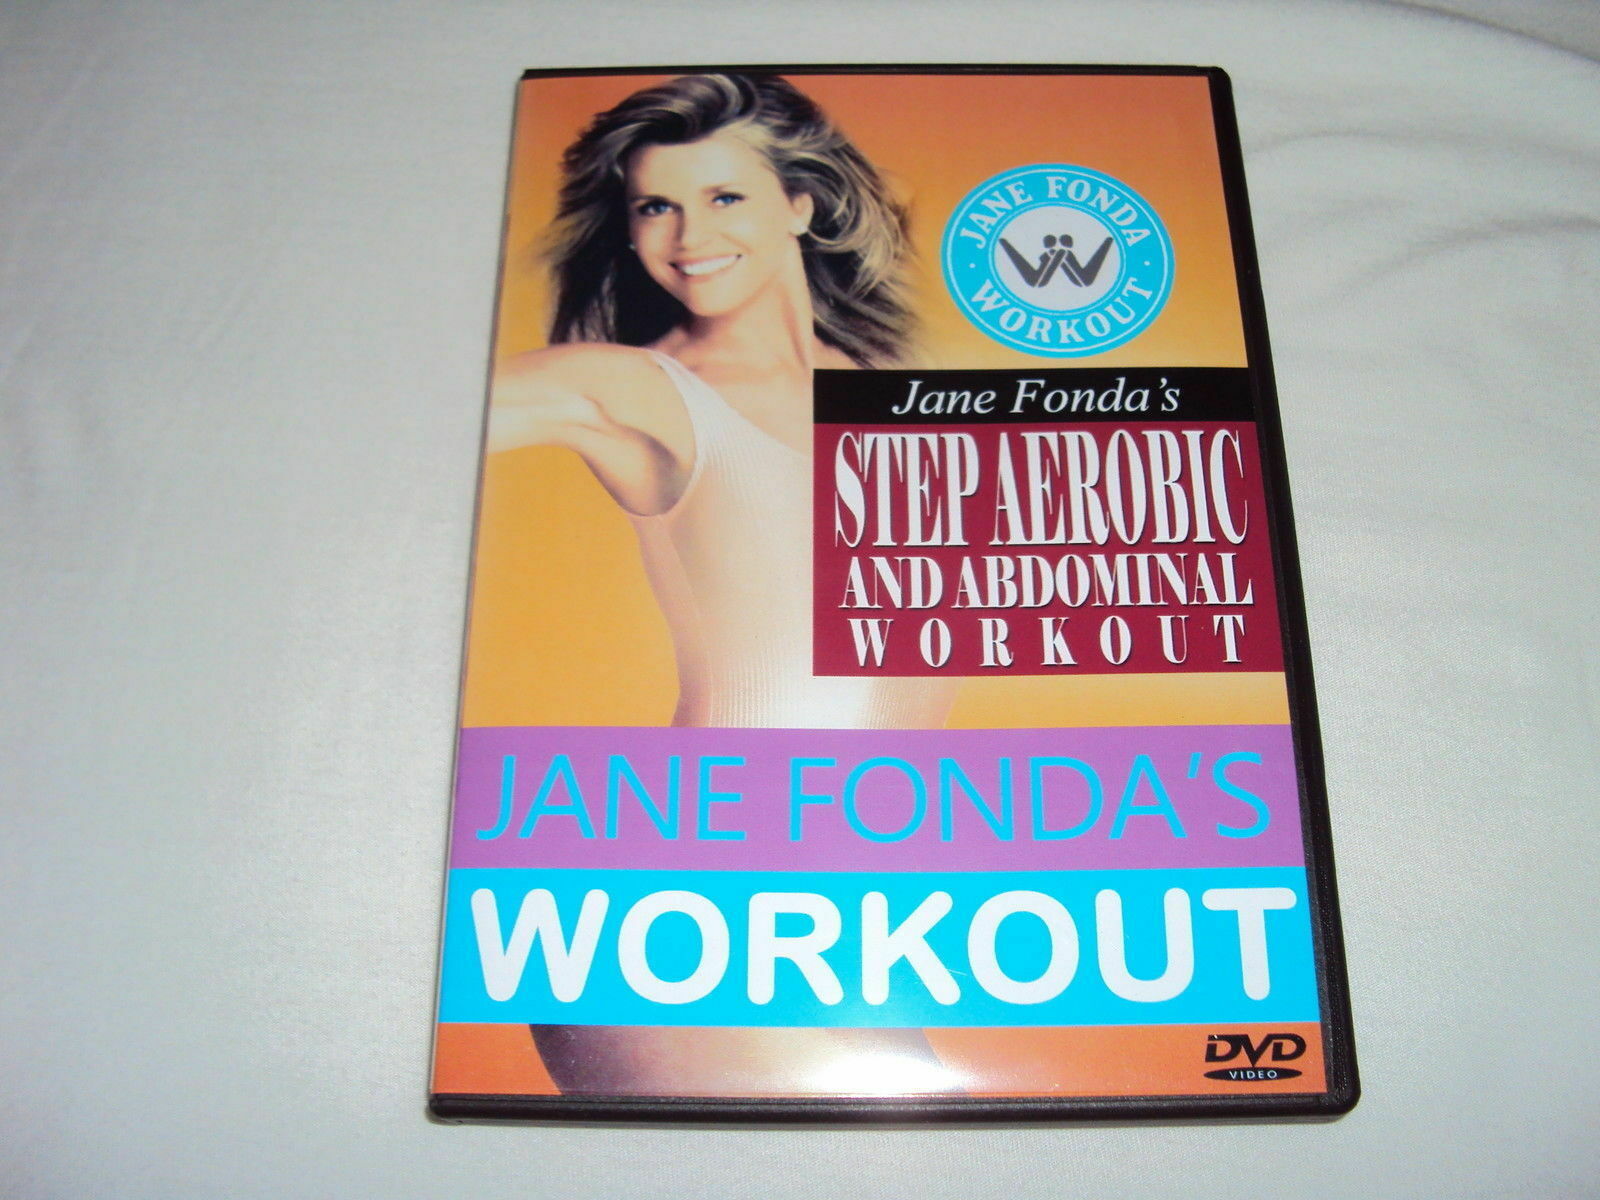 JANE FONDA
WORKOUT
Jane Fonda's
STEP AEROBIC
AND ABDOMINAL
WORKOUT
JANE FONDA'S
WORKOUT
DVD
VIDEO